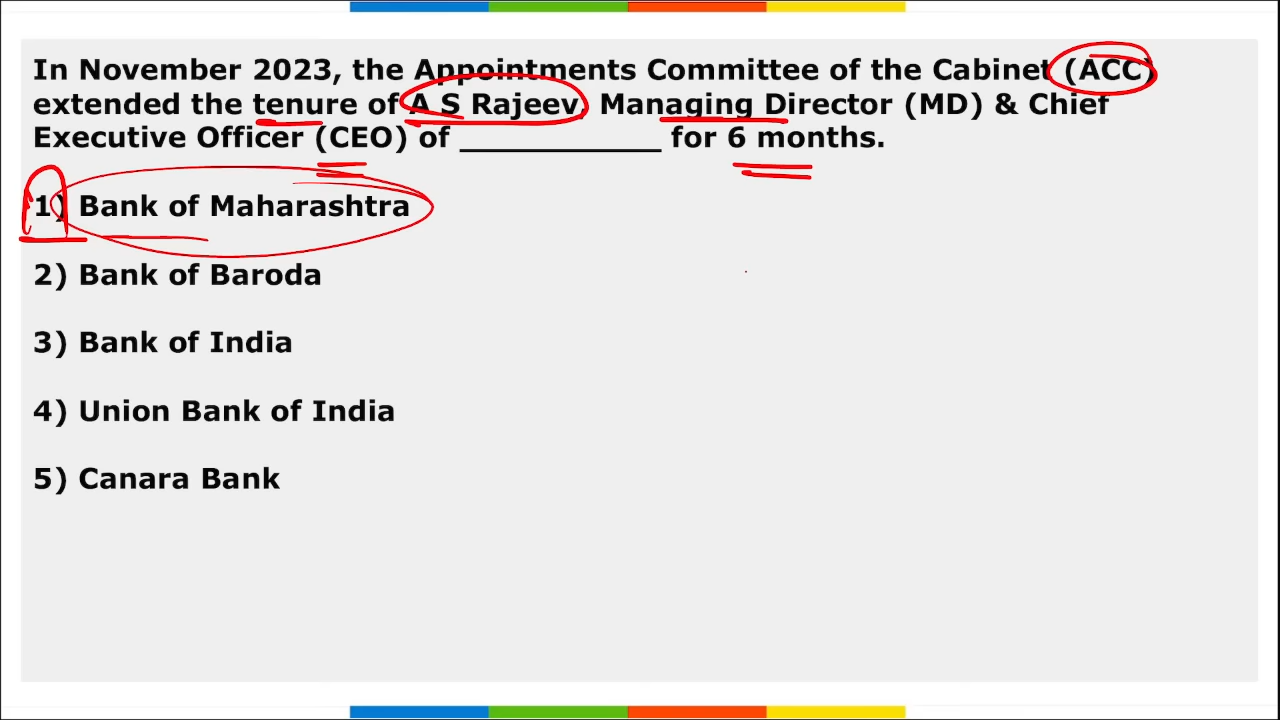 In November 2023, the Appointments Committee of the Cabinet (ACC)
extended the tenure of A S Rajeev, Managing Director (MD) & Chief
Executive Officer (CEO) of ______________ for 6 months.
1) Bank of Maharashtra
2) Bank of Baroda
3) Bank of India
4) Union Bank of India
5) Canara Bank